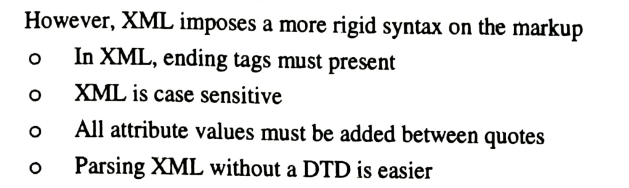 However, XML imposes a more rigid syntax on the markup
o In XML, ending tags must present
o XML is case sensitive
o All attribute values must be added between quotes
o Parsing XML without a DTD is easier